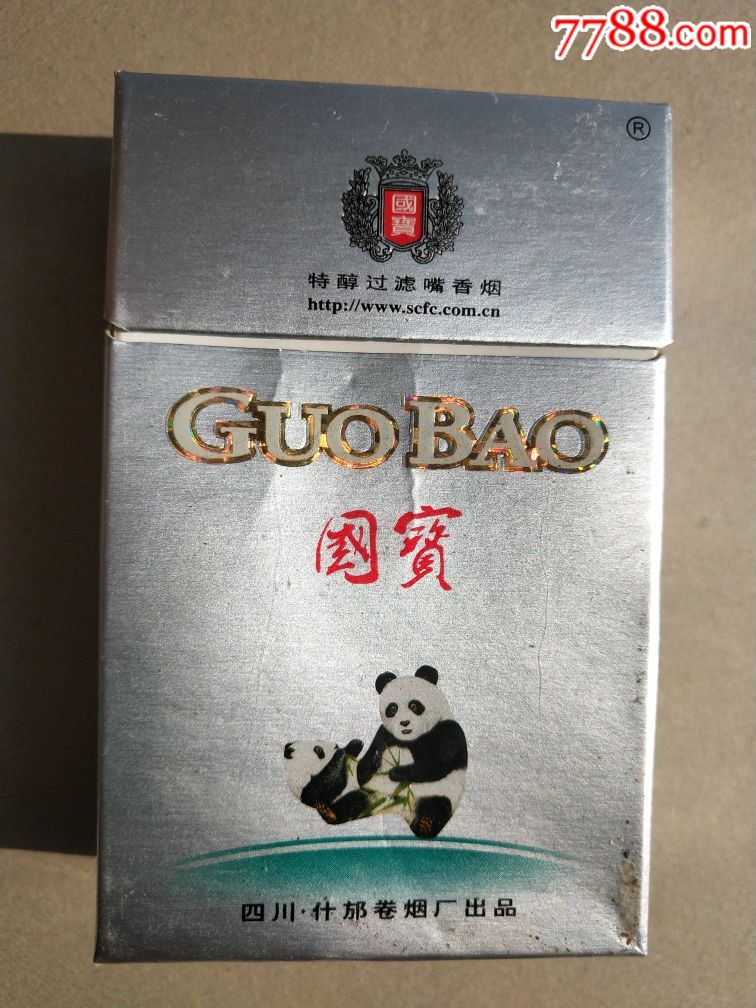 7788.com
®
國寶
特醇过滤嘴香烟
http://www.scfc.com.cn
GUO BAO
國寶
四川·什邡卷烟厂出品